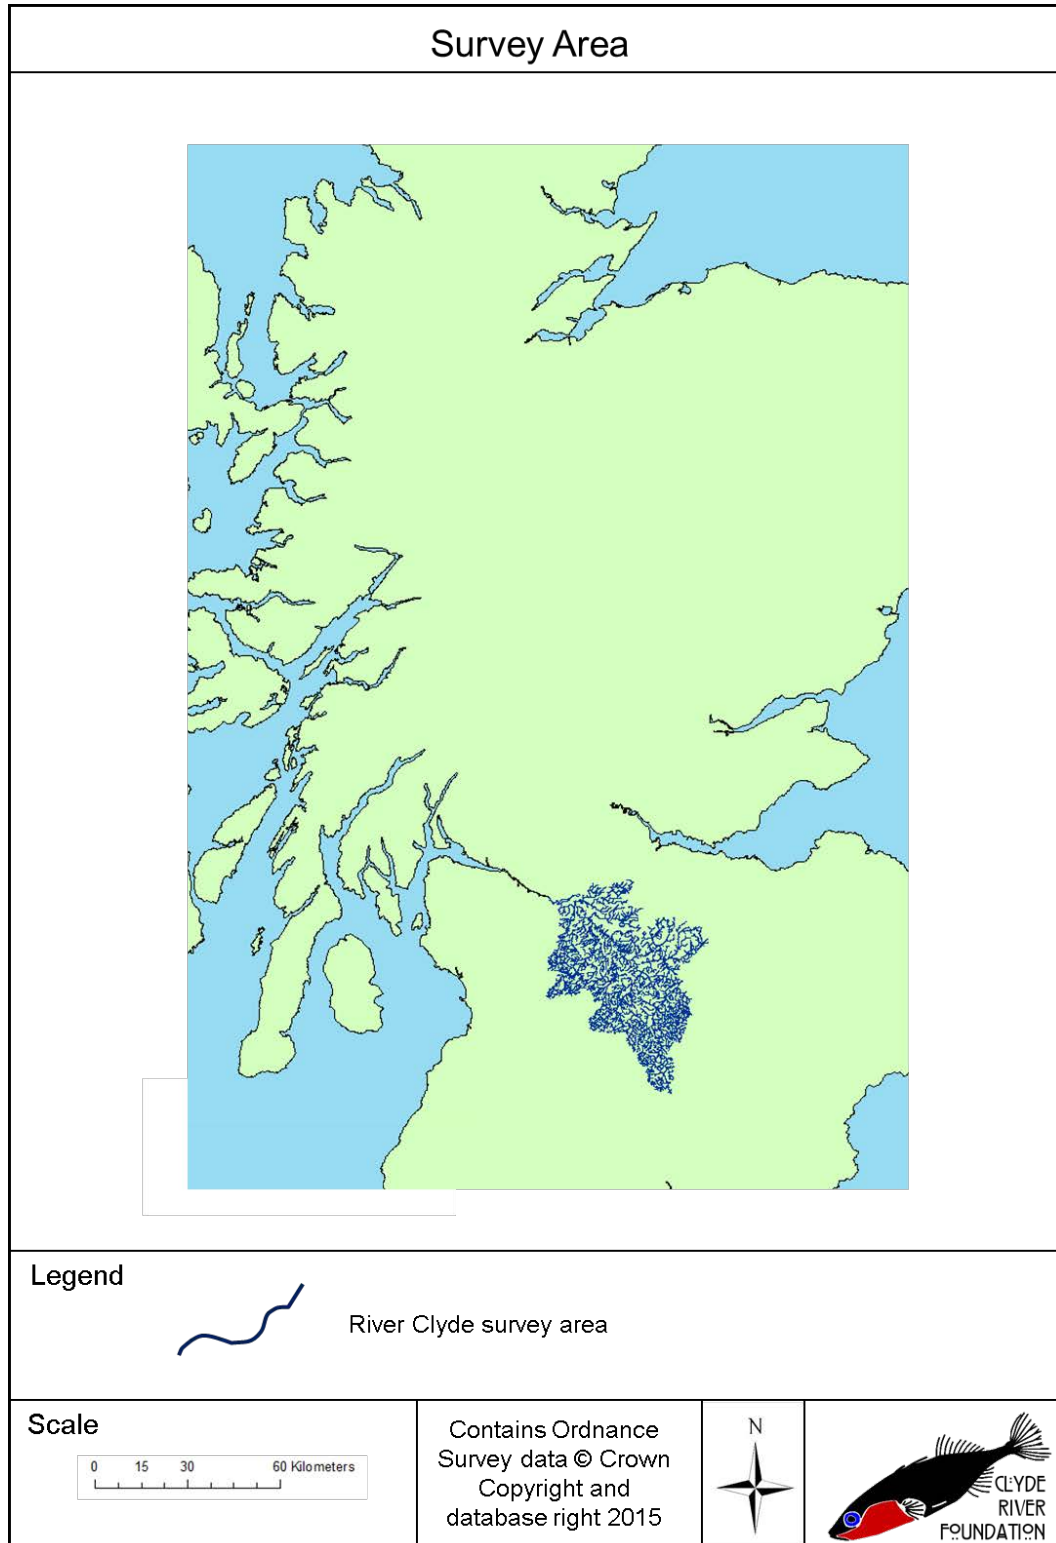 Survey Area
Legend
River Clyde survey area
Scale
0 15 30 60 Kilometers
Contains Ordnance
Survey data © Crown
Copyright and
database right 2015
N
CLYDE
RIVER
FOUNDATION